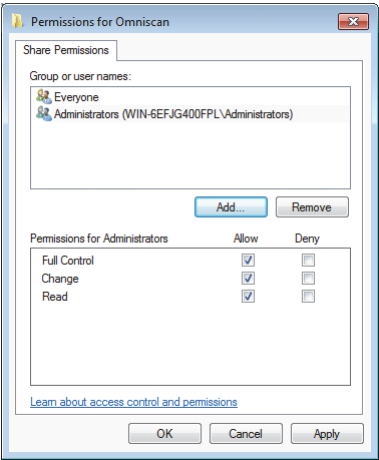 Permissions for Omniscan
Share Permissions
Group or user names:
Everyone
Administrators (WIN-6EFJG400FPL\Administrators)
Add...
Remove
Permissions for Administrators Allow Deny
Full Control
Change
Read
Learn about access control and permissions
OK Cancel Apply